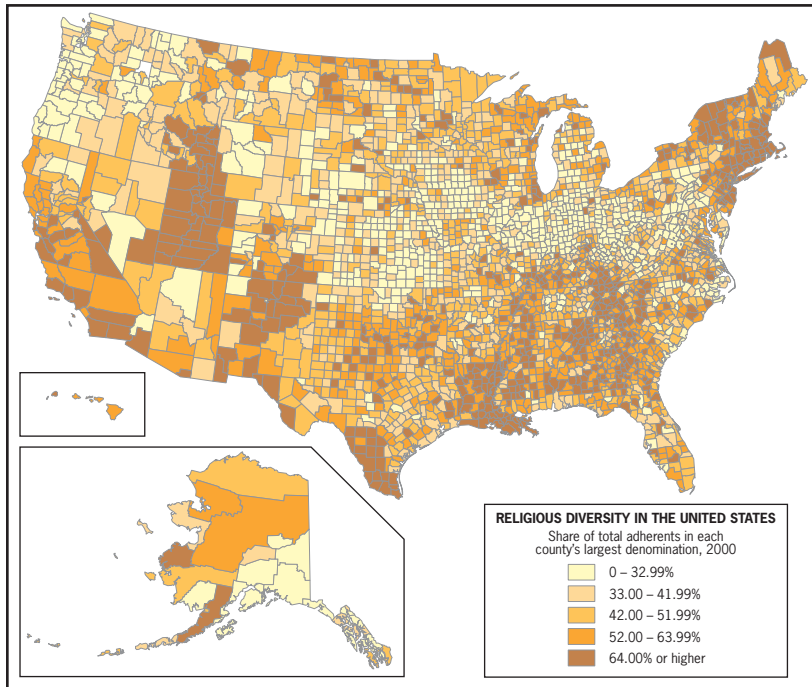 RELIGIOUS DIVERSITY IN THE UNITED STATES
Share of total adherents in each
county's largest denomination, 2000
0 – 32.99%
33.00 – 41.99%
42.00 – 51.99%
52.00 – 63.99%
64.00% or higher